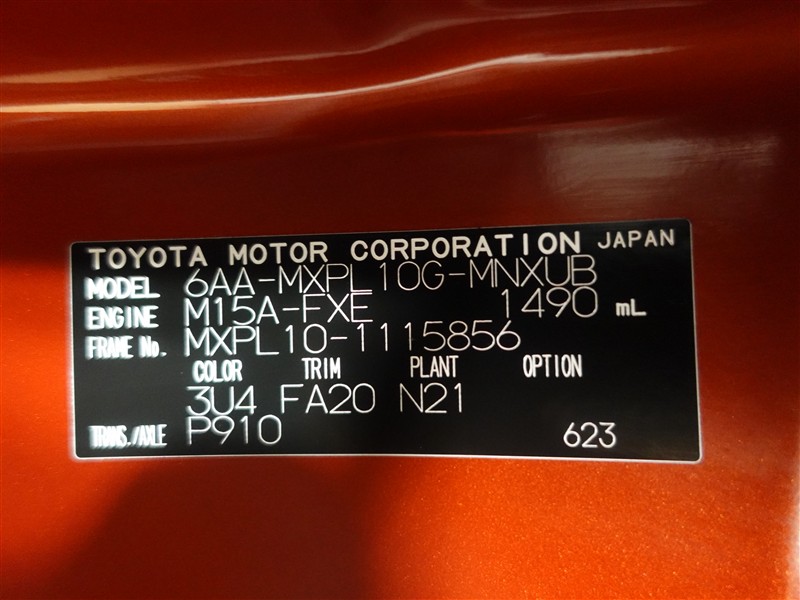 TOYOTA MOTOR CORPORATION JAPAN
MODEL 6AA-MXPL10G-MNXUB
ENGINE M15A-FXE 1490 mL
FRAME No. MXPL10-1115856
COLOR TRIM PLANT OPTION
3U4 FA20 N21
TRANS./AXLE P910 623